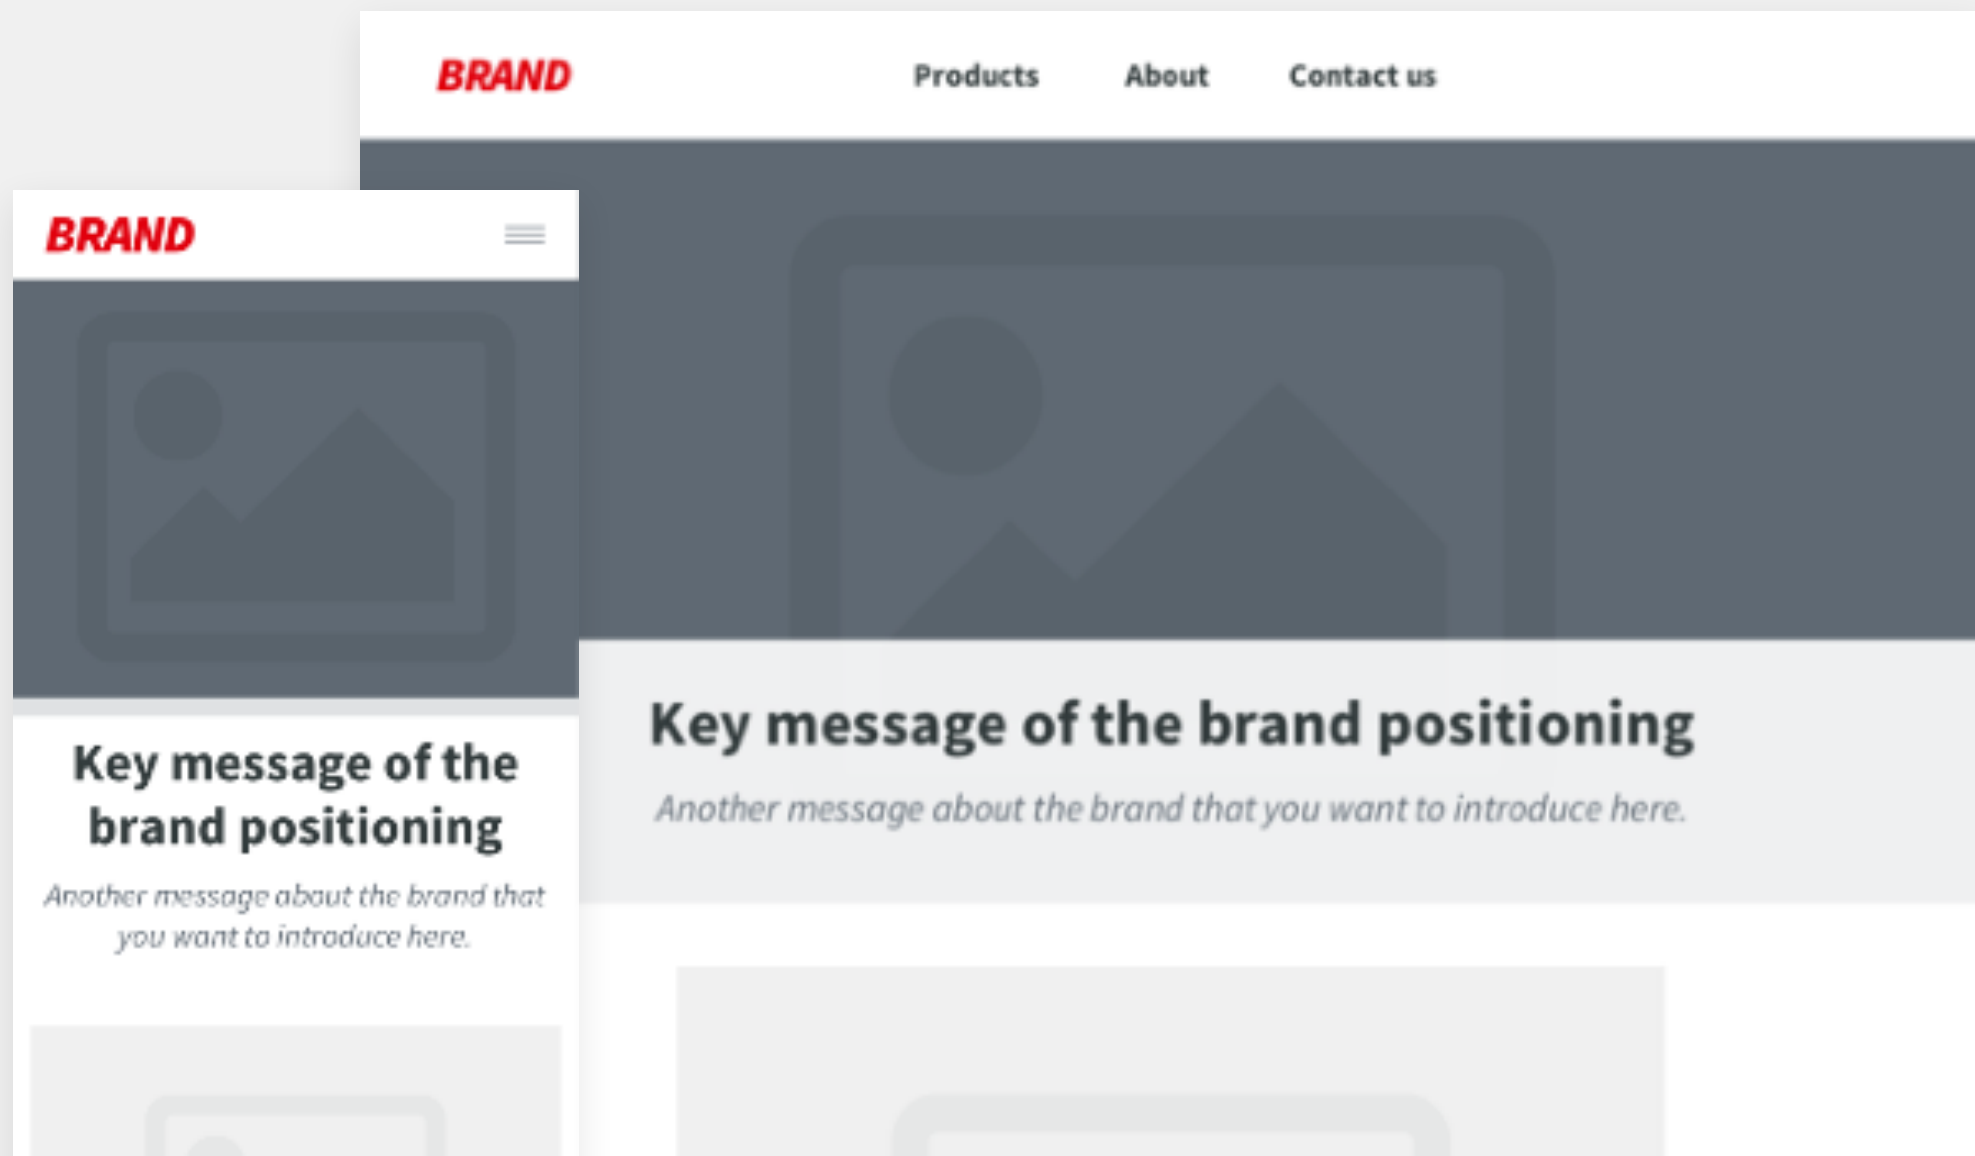 BRAND
Products About Contact us
Key message of the brand positioning
Another message about the brand that you want to introduce here.
BRAND
Key message of the
brand positioning
Another message about the brand that
you want to introduce here.